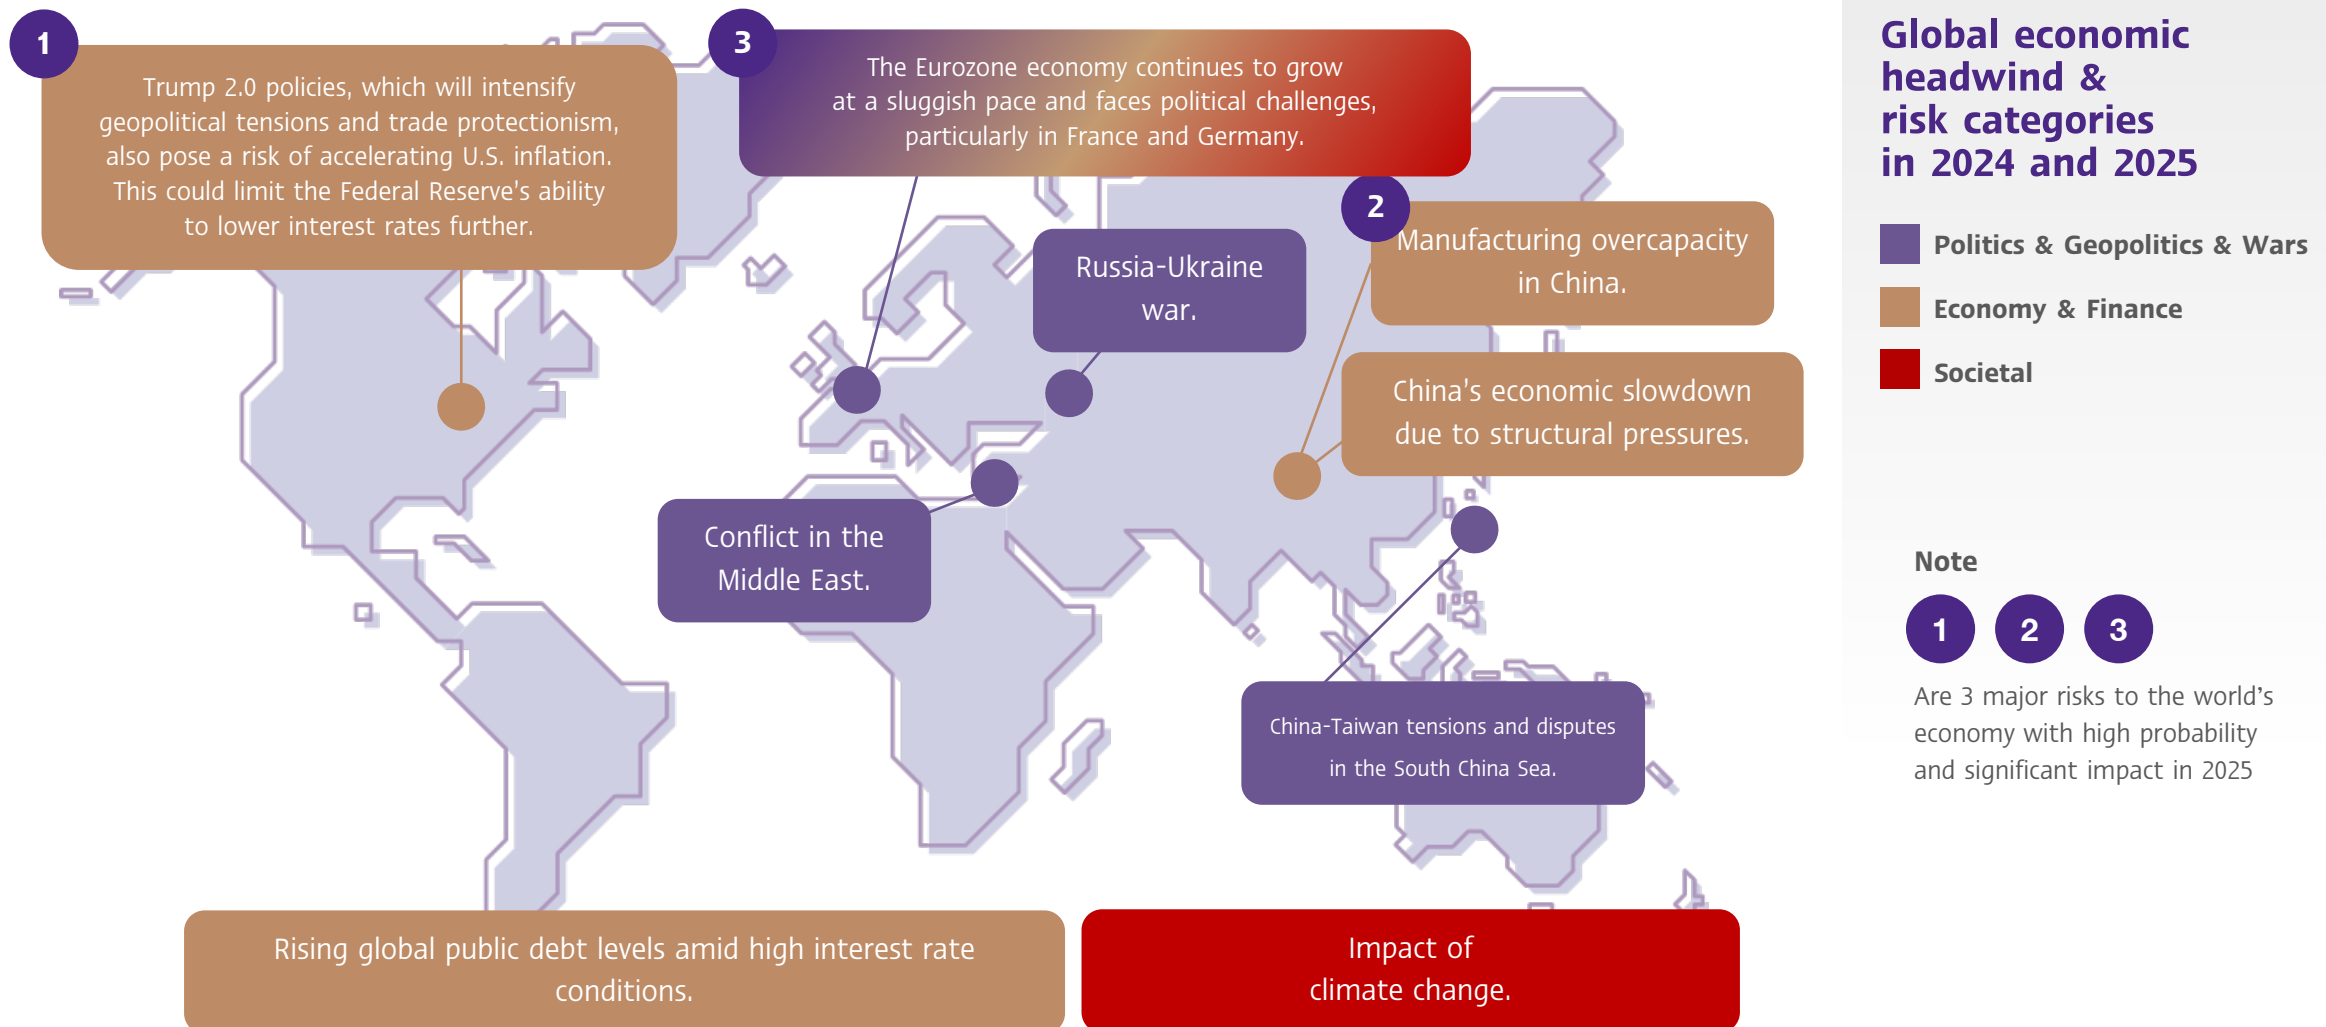 1
Trump 2.0 policies, which will intensify
geopolitical tensions and trade protectionism,
also pose a risk of accelerating U.S. inflation.
This could limit the Federal Reserve's ability
to lower interest rates further.
3
The Eurozone economy continues to grow
at a sluggish pace and faces political challenges,
particularly in France and Germany.
Russia-Ukraine
war.
2
Manufacturing overcapacity
in China.
China's economic slowdown
due to structural pressures.
Conflict in the
Middle East.
China-Taiwan tensions and disputes
in the South China Sea.
Rising global public debt levels amid high interest rate
conditions.
Impact of
climate change.
Global economic
headwind &
risk categories
in 2024 and 2025
Politics & Geopolitics & Wars
Economy & Finance
Societal
Note
1 2 3
Are 3 major risks to the world's
economy with high probability
and significant impact in 2025